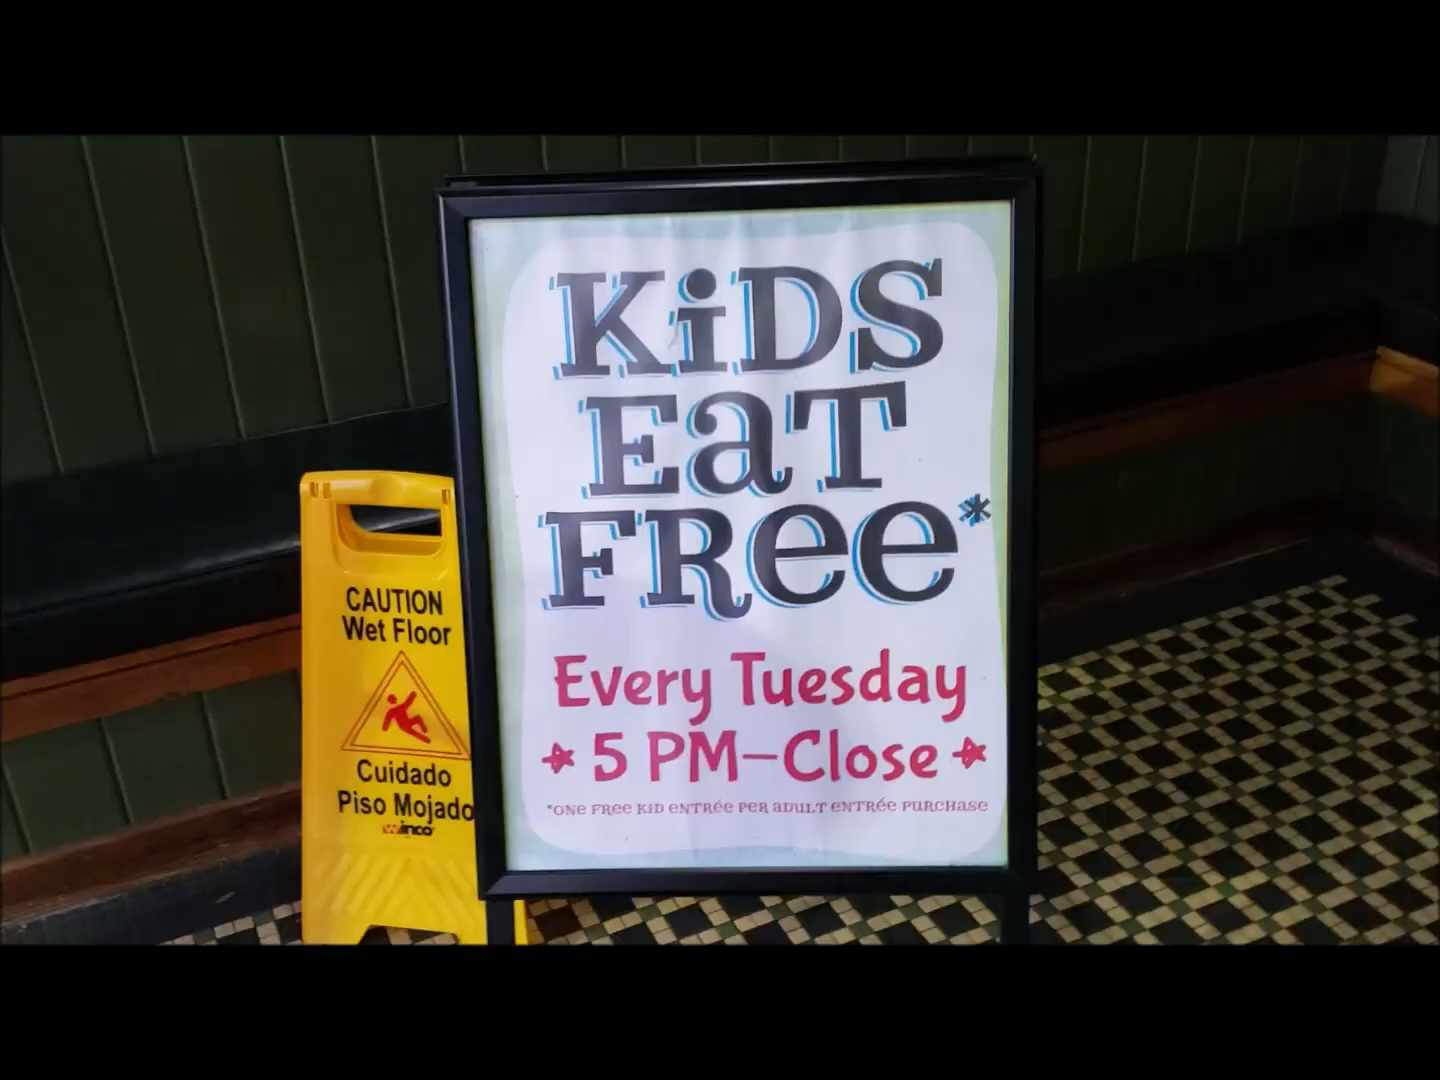 KiDS
EaT
FRee*
Every Tuesday
5 PM–Close
*ONE FREE KID ENTRÉE PER ADULT ENTRÉE PURCHASE
CAUTION
Wet Floor
Cuidado
Piso Mojado
winco